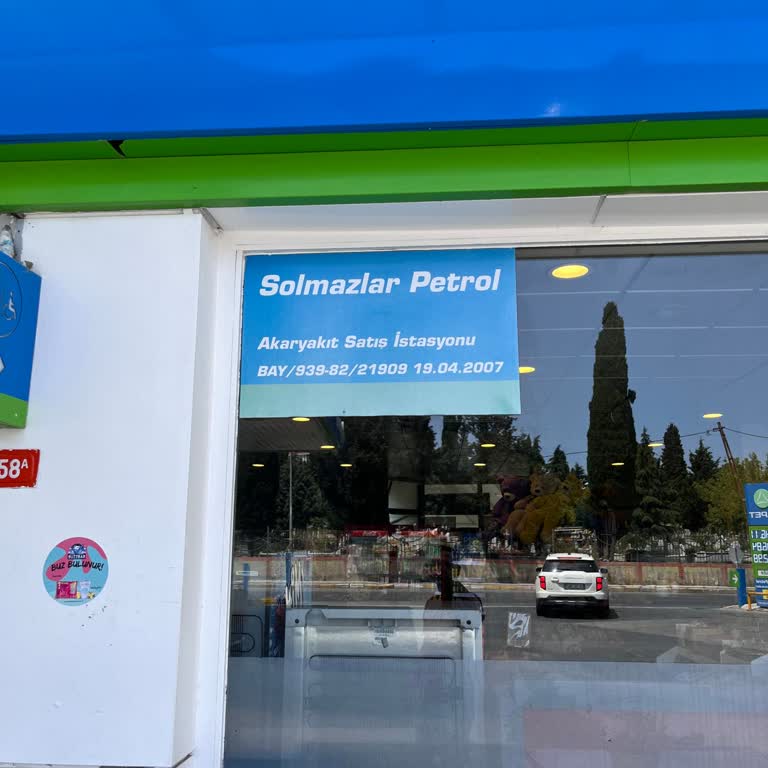 Solmazlar Petrol
Akaryakıt Satış İstasyonu
BAY/939-82/21909 19.04.2007
58A
BUZ BULUNUR!